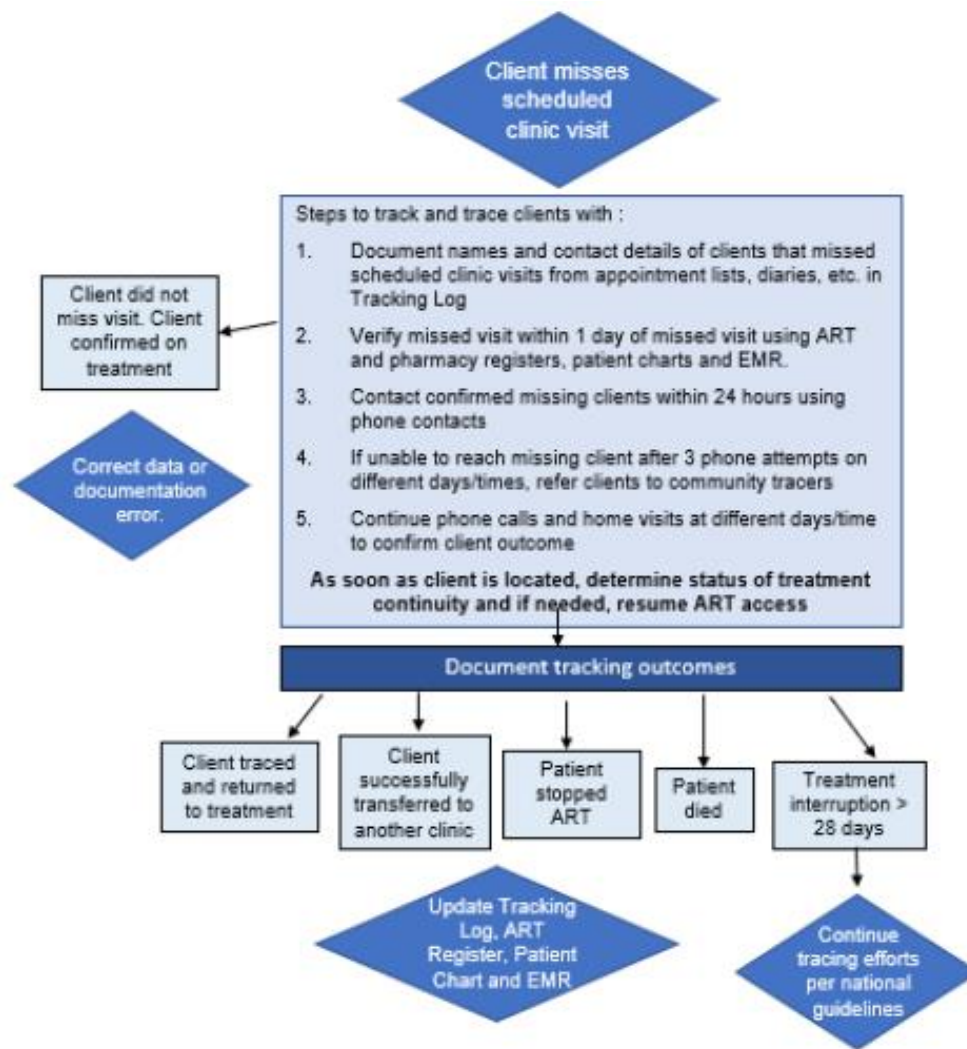 Client misses
scheduled
clinic visit
Steps to track and trace clients with :
1. Document names and contact details of clients that missed
scheduled clinic visits from appointment lists, diaries, etc. in
Tracking Log
2. Verify missed visit within 1 day of missed visit using ART
and pharmacy registers, patient charts and EMR.
3. Contact confirmed missing clients within 24 hours using
phone contacts
4. If unable to reach missing client after 3 phone attempts on
different days/times, refer clients to community tracers
5. Continue phone calls and home visits at different days/time
to confirm client outcome
As soon as client is located, determine status of treatment
continuity and if needed, resume ART access
Client did not
miss visit. Client
confirmed on
treatment
Correct data or
documentation
error.
Document tracking outcomes
Client traced
and returned
to treatment
Client
successfully
transferred to
another clinic
Patient
stopped
ART
Patient
died
Treatment
interruption >
28 days
Update Tracking
Log, ART
Register, Patient
Chart and EMR
Continue
tracing efforts
per national
guidelines